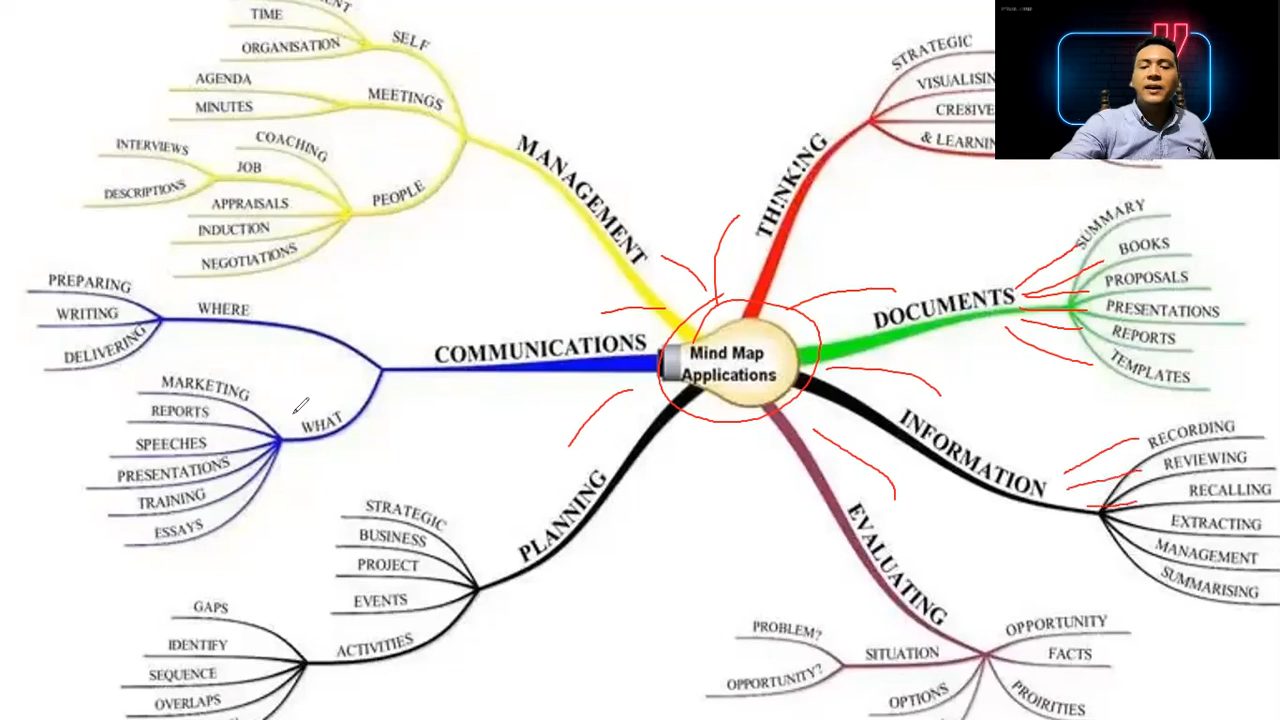 TIME
ORGANISATION
SELF
AGENDA
MINUTES
MEETINGS
COACHING
INTERVIEWS
DESCRIPTIONS
JOB
APPRAISALS
INDUCTION
NEGOTIATIONS
PEOPLE
MANAGEMENT
STRATEGIC
CRE8IVE
TH!NK!NG
PREPARING
WRITING
DELIVERING
WHERE
MARKETING
REPORTS
SPEECHES
PRESENTATIONS
TRAINING
ESSAYS
WHAT
COMMUNICATIONS
Mind Map
Applications
DOCUMENTS
SUMMARY
BOOKS
PROPOSALS
PRESENTATIONS
REPORTS
TEMPLATES
INFORMATION
RECORDING
REVIEWING
RECALLING
EXTRACTING
MANAGEMENT
SUMMARISING
PLANNING
STRATEGIC
BUSINESS
PROJECT
EVENTS
ACTIVITIES
GAPS
IDENTIFY
SEQUENCE
OVERLAPS
EVALUATING
PROBLEM?
OPPORTUNITY?
SITUATION
OPPORTUNITY
FACTS
PROIRITIES
OPTIONS